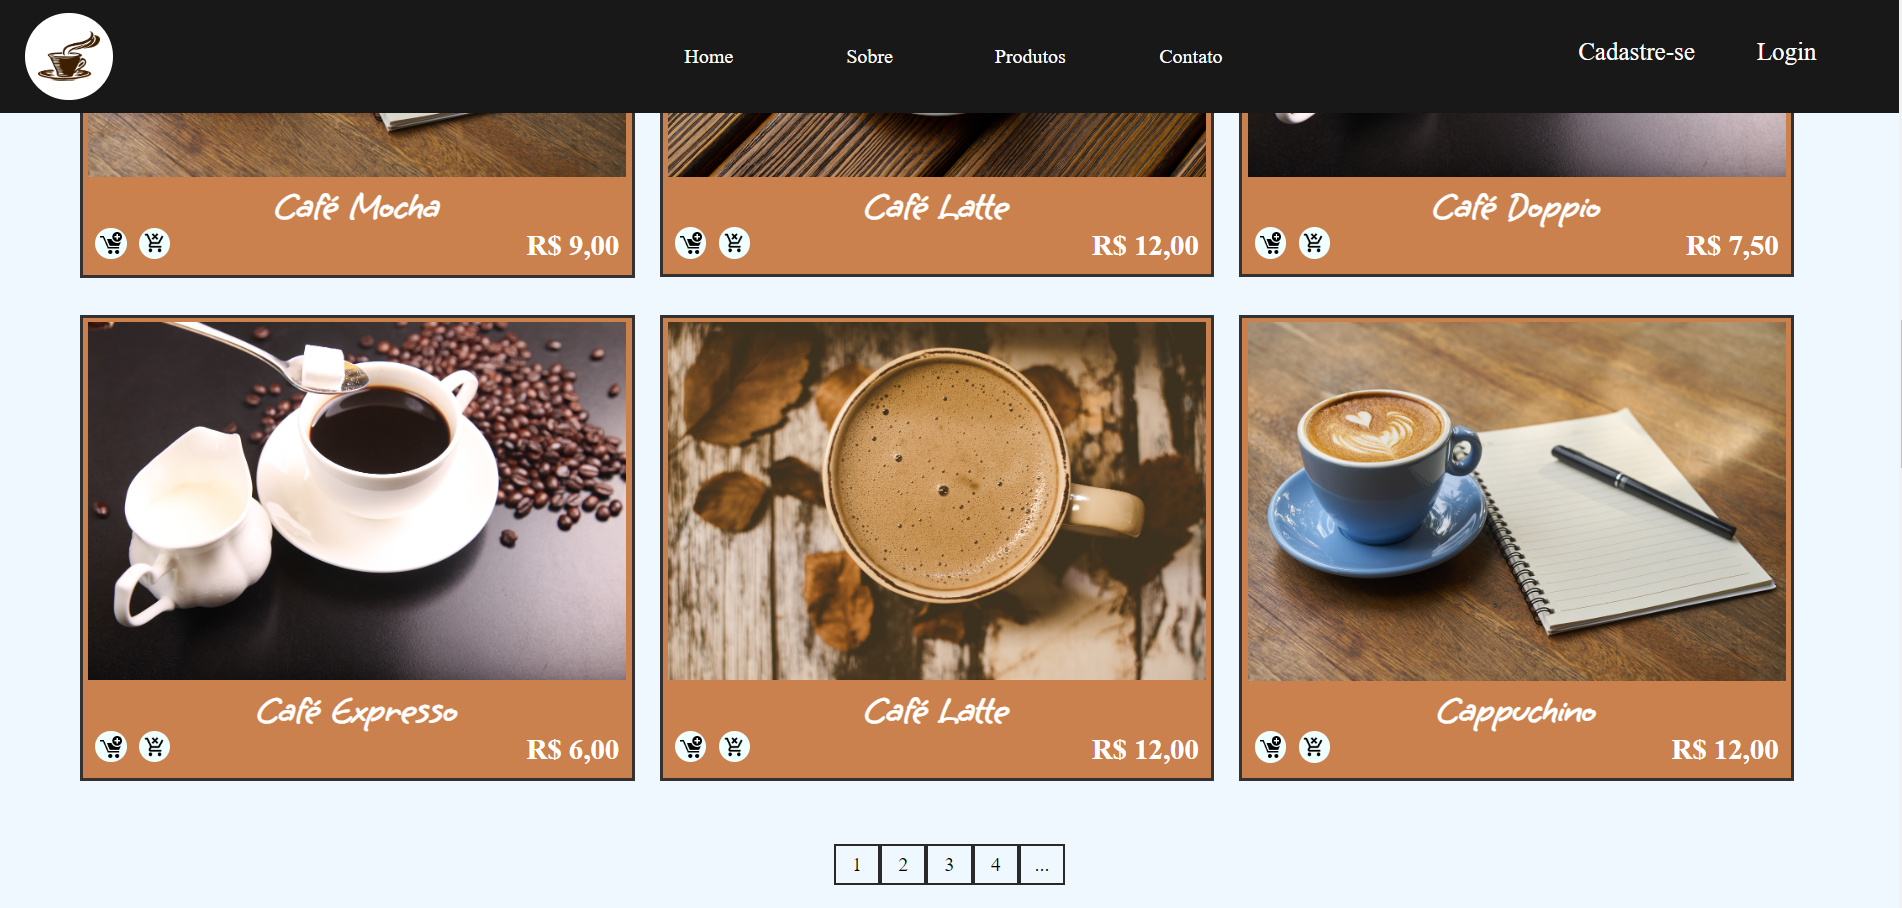 Home Sobre Produtos Contato Cadastre-se Login
Café Mocha
R$ 9,00
Café Latte
R$ 12,00
Café Doppio
R$ 7,50
Café Expresso
R$ 6,00
Café Latte
R$ 12,00
Cappuchino
R$ 12,00
1 2 3 4 ...